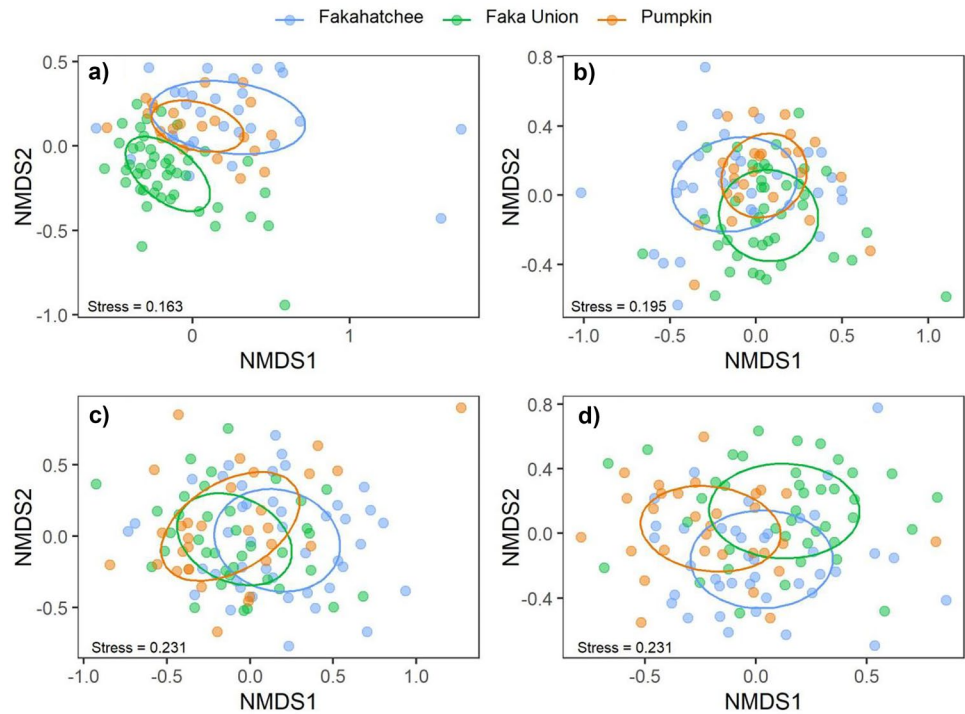 Fakahatchee Faka Union Pumpkin
a)
0.5
0.0
-0.5
-1.0
NMDS2
Stress = 0.163
0 1
NMDS1
b)
0.8
0.4
0.0
-0.4
NMDS2
Stress = 0.195
-1.0 -0.5 0.0 0.5 1.0
NMDS1
c)
0.5
0.0
-0.5
NMDS2
Stress = 0.231
-1.0 -0.5 0.0 0.5 1.0
NMDS1
d)
0.8
0.4
0.0
-0.4
NMDS2
Stress = 0.231
-0.5 0.0 0.5
NMDS1